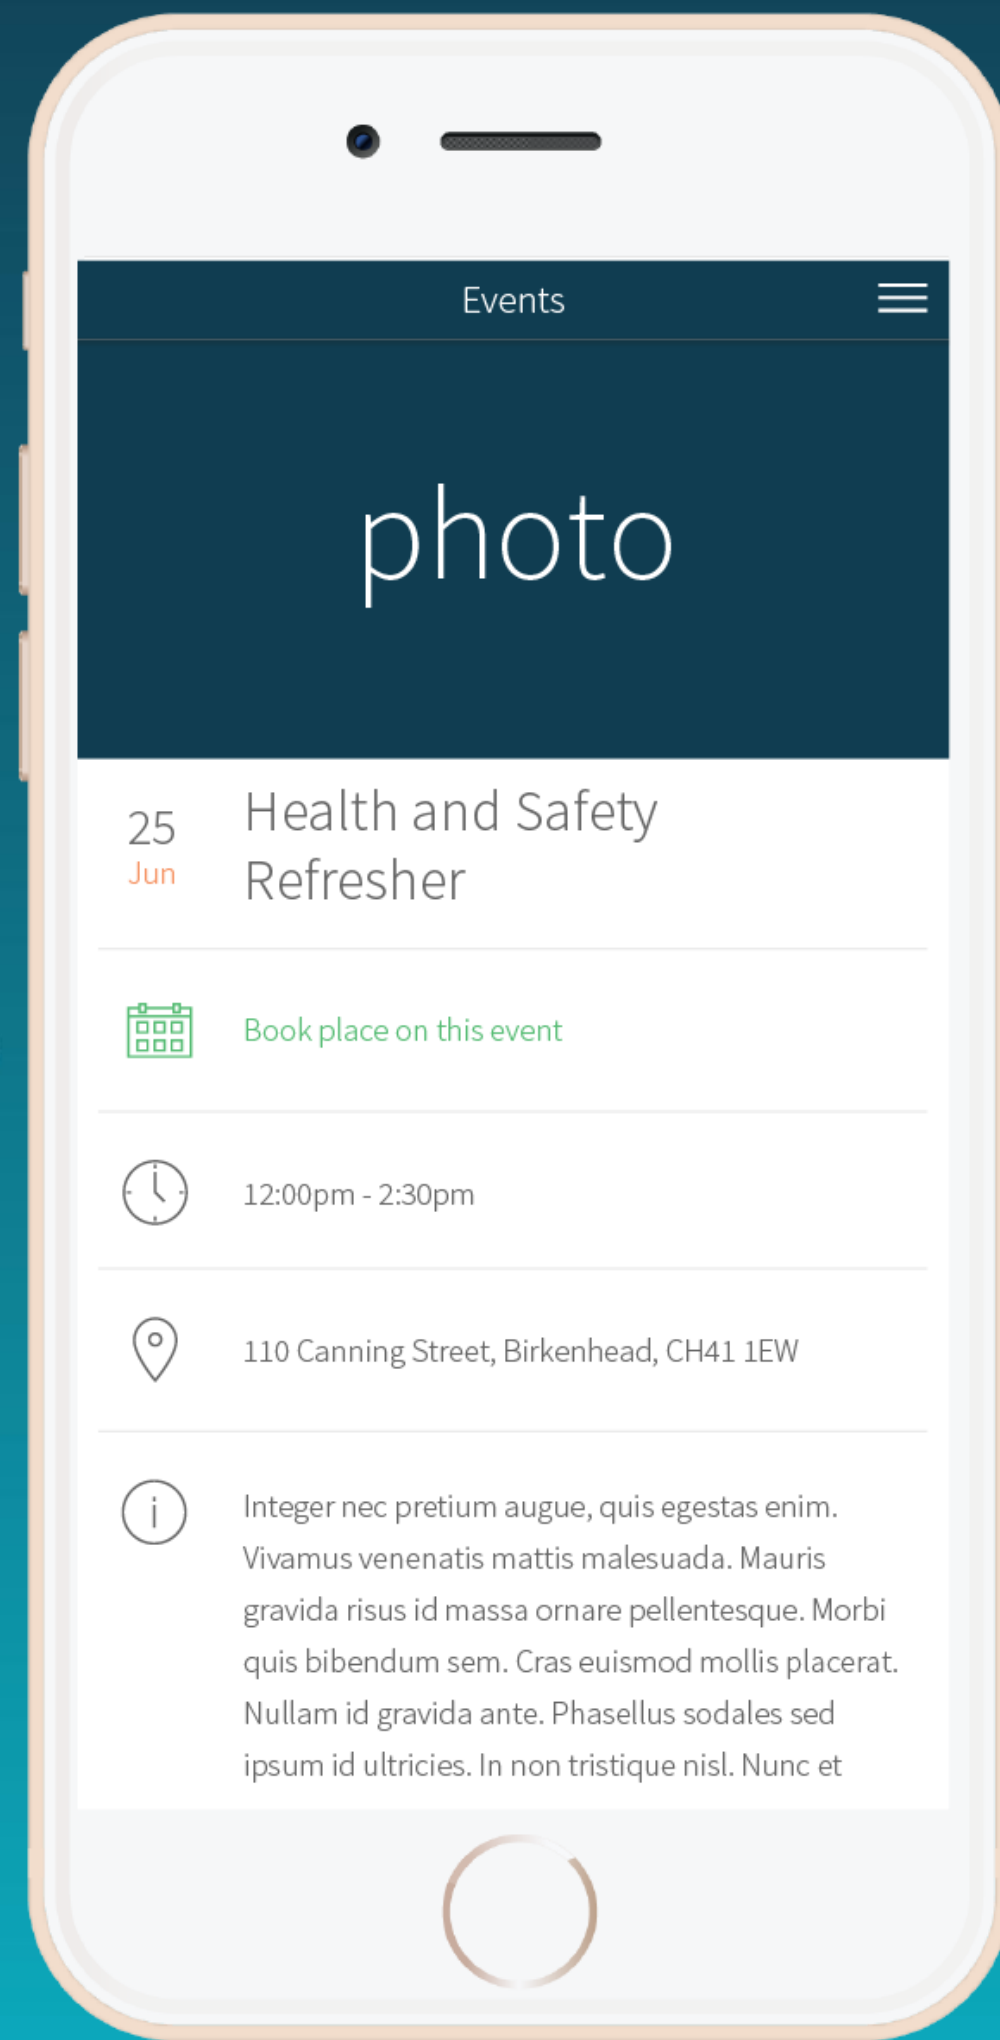 Events
photo
25
Jun
Health and Safety
Refresher
Book place on this event
12:00pm - 2:30pm
110 Canning Street, Birkenhead, CH41 1EW
i
Integer nec pretium augue, quis egestas enim.
Vivamus venenatis mattis malesuada. Mauris
gravida risus id massa ornare pellentesque. Morbi
quis bibendum sem. Cras euismod mollis placerat.
Nullam id gravida ante. Phasellus sodales sed
ipsum id ultricies. In non tristique nisl. Nunc et